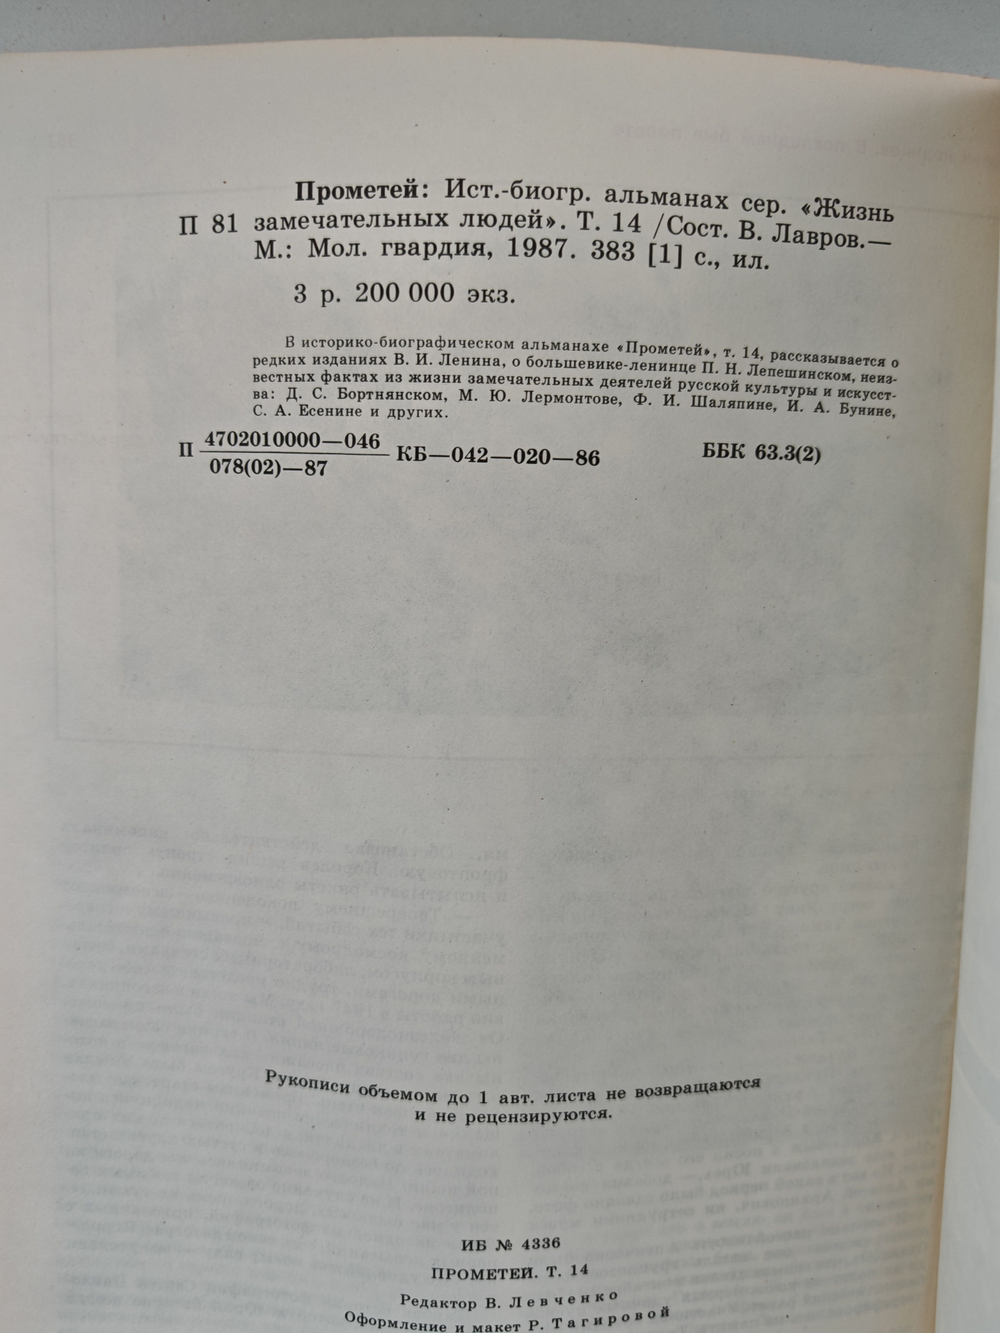 Прометей: Ист.-биогр. альманах сер. «Жизнь
П 81 замечательных людей». Т. 14 /Сост. В. Лавров.—
М.: Мол. гвардия, 1987. 383 [1] с., ил.
3 р. 200 000 экз.
В историко-биографическом альманахе «Прометей», т. 14, рассказывается о
редких изданиях В. И. Ленина, о большевике-ленинце П. Н. Лепешинском, неиз-
вестных фактах из жизни замечательных деятелей русской культуры и искусст-
ва: Д. С. Бортнянском, М. Ю. Лермонтове, Ф. И. Шаляпине, И. А. Бунине,
С. А. Есенине и других.
П 4702010000—046
078(02)—87
КБ—042—020—86
ББК 63.3(2)
Рукописи объемом до 1 авт. листа не возвращаются
и не рецензируются.
ИБ № 4336
ПРОМЕТЕЙ. Т. 14
Редактор В. Левченко
Оформление и макет Р. Тагировой